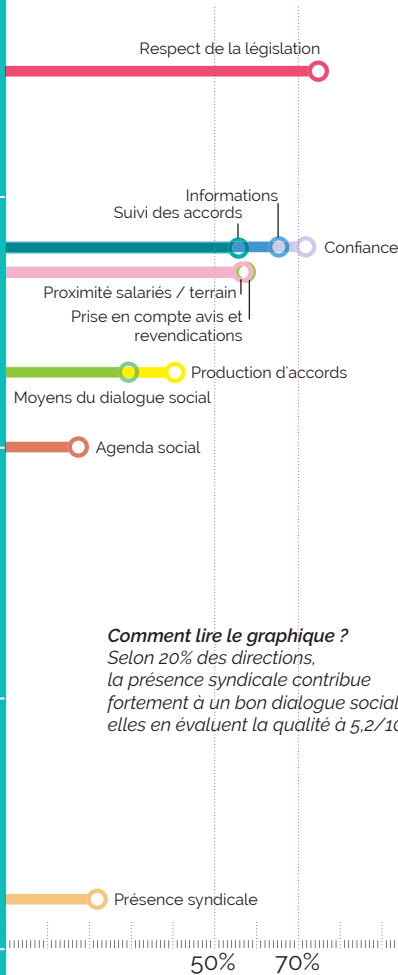 Respect de la législation
Informations
Suivi des accords
Confiance
Proximité salariés / terrain
Prise en compte avis et
revendications
Production d'accords
Moyens du dialogue social
Agenda social
Comment lire le graphique ?
Selon 20% des directions,
la présence syndicale contribue
fortement à un bon dialogue social
elles en évaluent la qualité à 5,2/10
Présence syndicale
50% 70%